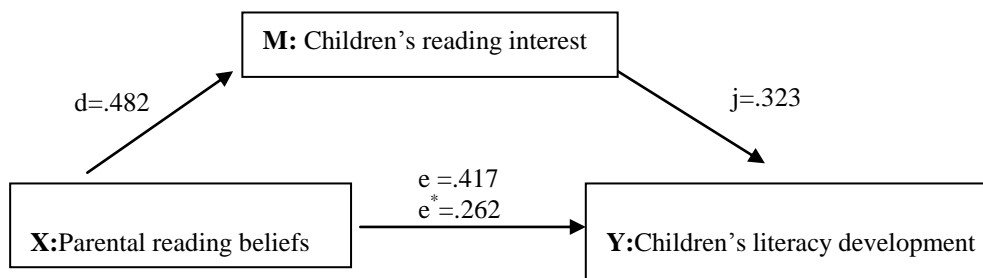 M: Children's reading interest
d=.482
j=.323
e =.417
e*=.262
X:Parental reading beliefs
Y:Children's literacy development